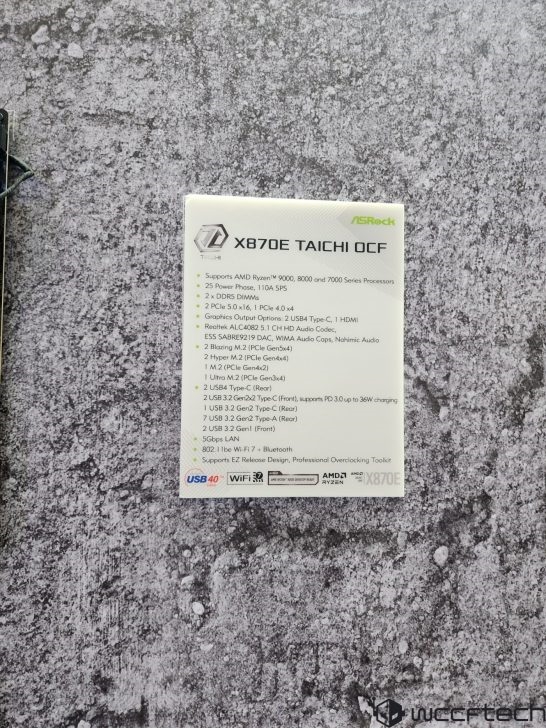 ASRock
TAICHI
X870E TAICHI OCF
Supports AMD Ryzen™ 9000, 8000 and 7000 Series Processors
25 Power Phase, 110A SPS
2 x DDR5 DIMMs
2 PCIe 5.0 x16, 1 PCIe 4.0 x4
Graphics Output Options: 2 USB4 Type-C, 1 HDMI
Realtek ALC4082 5.1 CH HD Audio Codec,
ESS SABRE9219 DAC, WIMA Audio Caps, Nahimic Audio
2 Blazing M.2 (PCIe Gen5x4)
2 Hyper M.2 (PCIe Gen4x4)
1 M.2 (PCIe Gen4x2)
1 Ultra M.2 (PCIe Gen3x4)
2 USB4 Type-C (Rear)
2 USB 3.2 Gen2x2 Type-C (Front), supports PD 3.0 up to 36W charging
1 USB 3.2 Gen2 Type-C (Rear)
7 USB 3.2 Gen2 Type-A (Rear)
2 USB 3.2 Gen1 (Front)
5Gbps LAN
802.11be Wi-Fi 7 + Bluetooth
Supports EZ Release Design, Professional Overclocking Toolkit
USB 40 WiFi 7 AMD RYZEN AMD X870E
wccftech